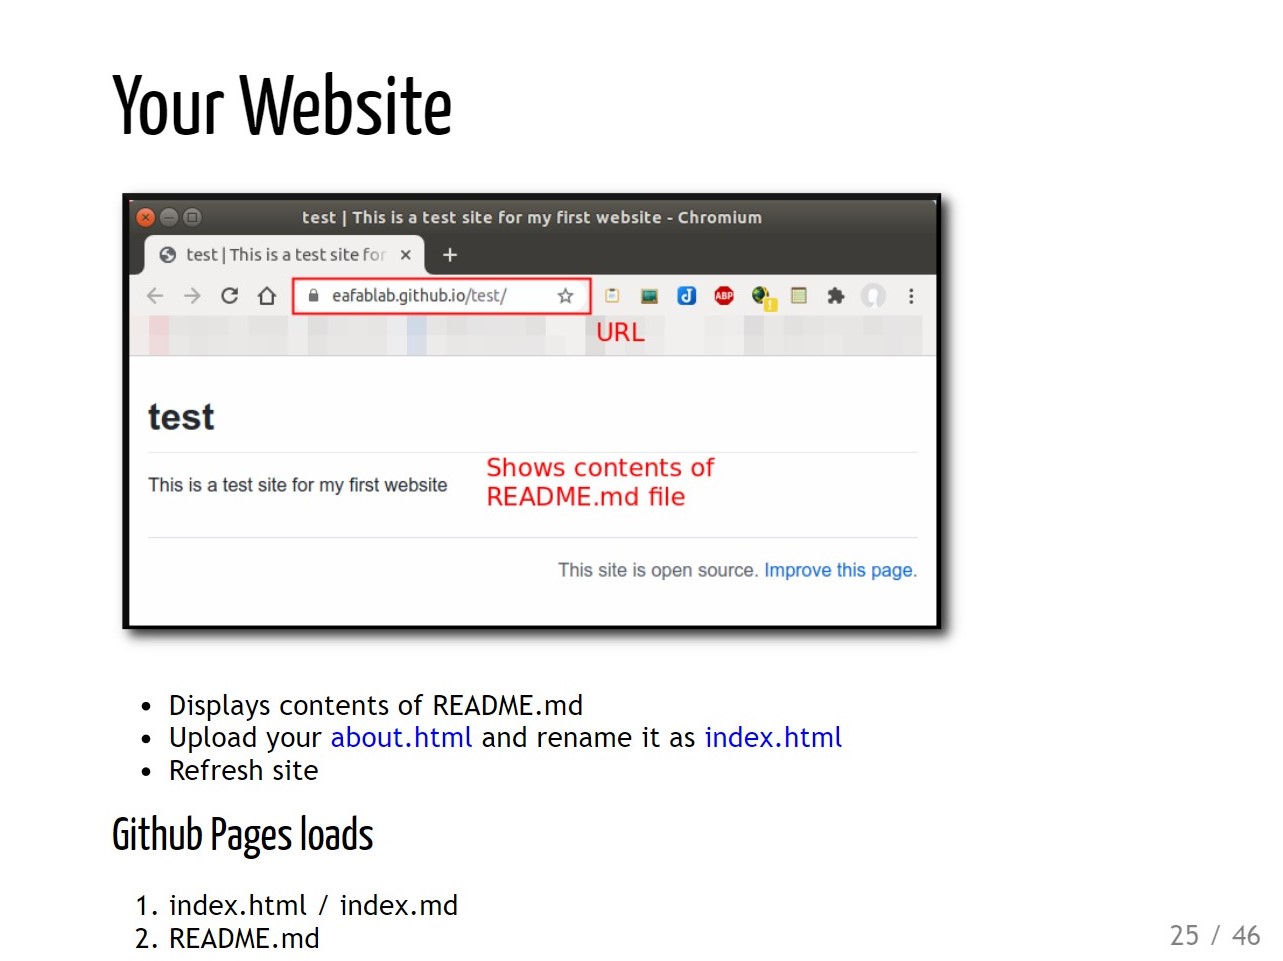 Your Website
test | This is a test site for my first website - Chromium
test | This is a test site for
eafablab.github.io/test/
ABP
URL
test
Shows contents of
README.md file
This is a test site for my first website
This site is open source. Improve this page.
Displays contents of README.md
Upload your about.html and rename it as index.html
Refresh site
Github Pages loads
1. index.html / index.md
2. README.md
25 / 46